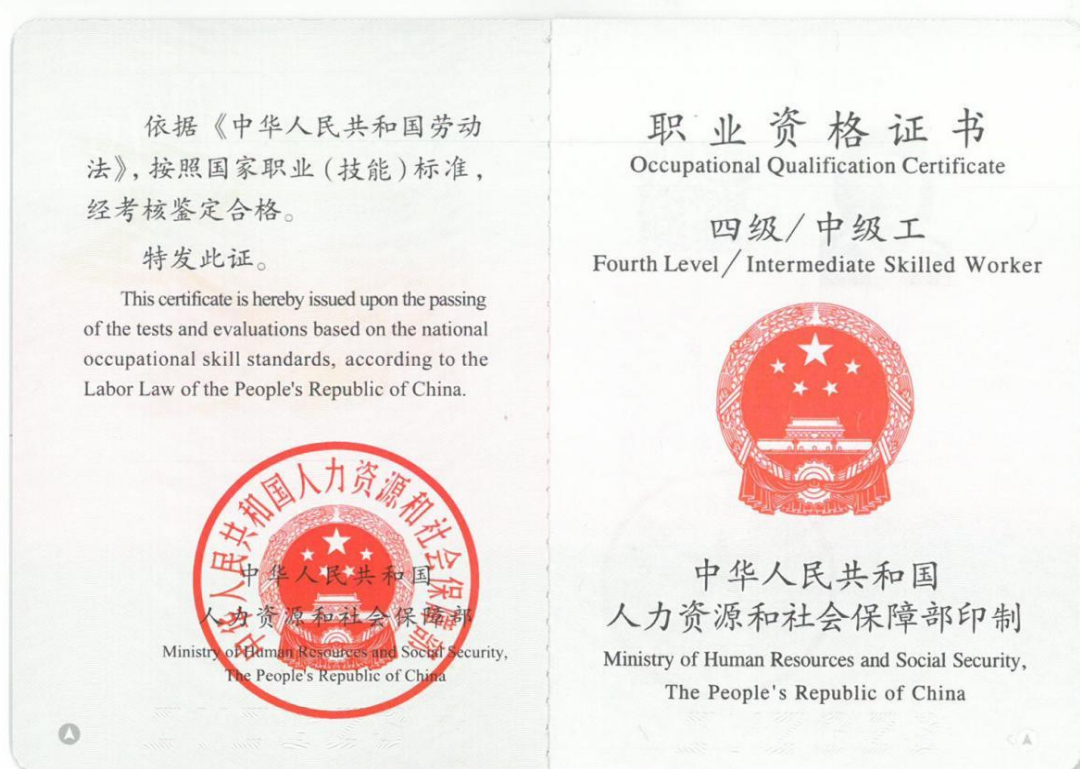 依据《中华人民共和国劳动
法》，按照国家职业（技能）标准，
经考核鉴定合格。
特发此证。
This certificate is hereby issued upon the passing
of the tests and evaluations based on the national
occupational skill standards, according to the
Labor Law of the People's Republic of China.
中华人民共和国人力资源和社会保障部
中华人民共和国
人力资源和社会保障部
Ministry of Human Resources and Social Security,
The People's Republic of China
职业资格证书
Occupational Qualification Certificate
四级/中级工
Fourth Level/Intermediate Skilled Worker
中华人民共和国
人力资源和社会保障部印制
Ministry of Human Resources and Social Security,
The People's Republic of China